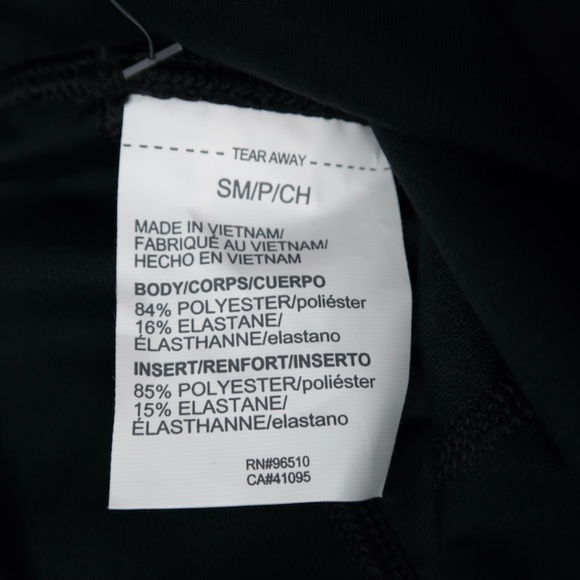 TEAR AWAY
SM/P/CH
MADE IN VIETNAM/
FABRIQUÉ AU VIETNAM/
HECHO EN VIETNAM
BODY/CORPS/CUERPO
84% POLYESTER/poliéster
16% ELASTANE/
ÉLASTHANNE/elastano
INSERT/RENFORT/INSERTO
85% POLYESTER/poliéster
15% ELASTANE/
ÉLASTHANNE/elastano
RN#96510
CA#41095